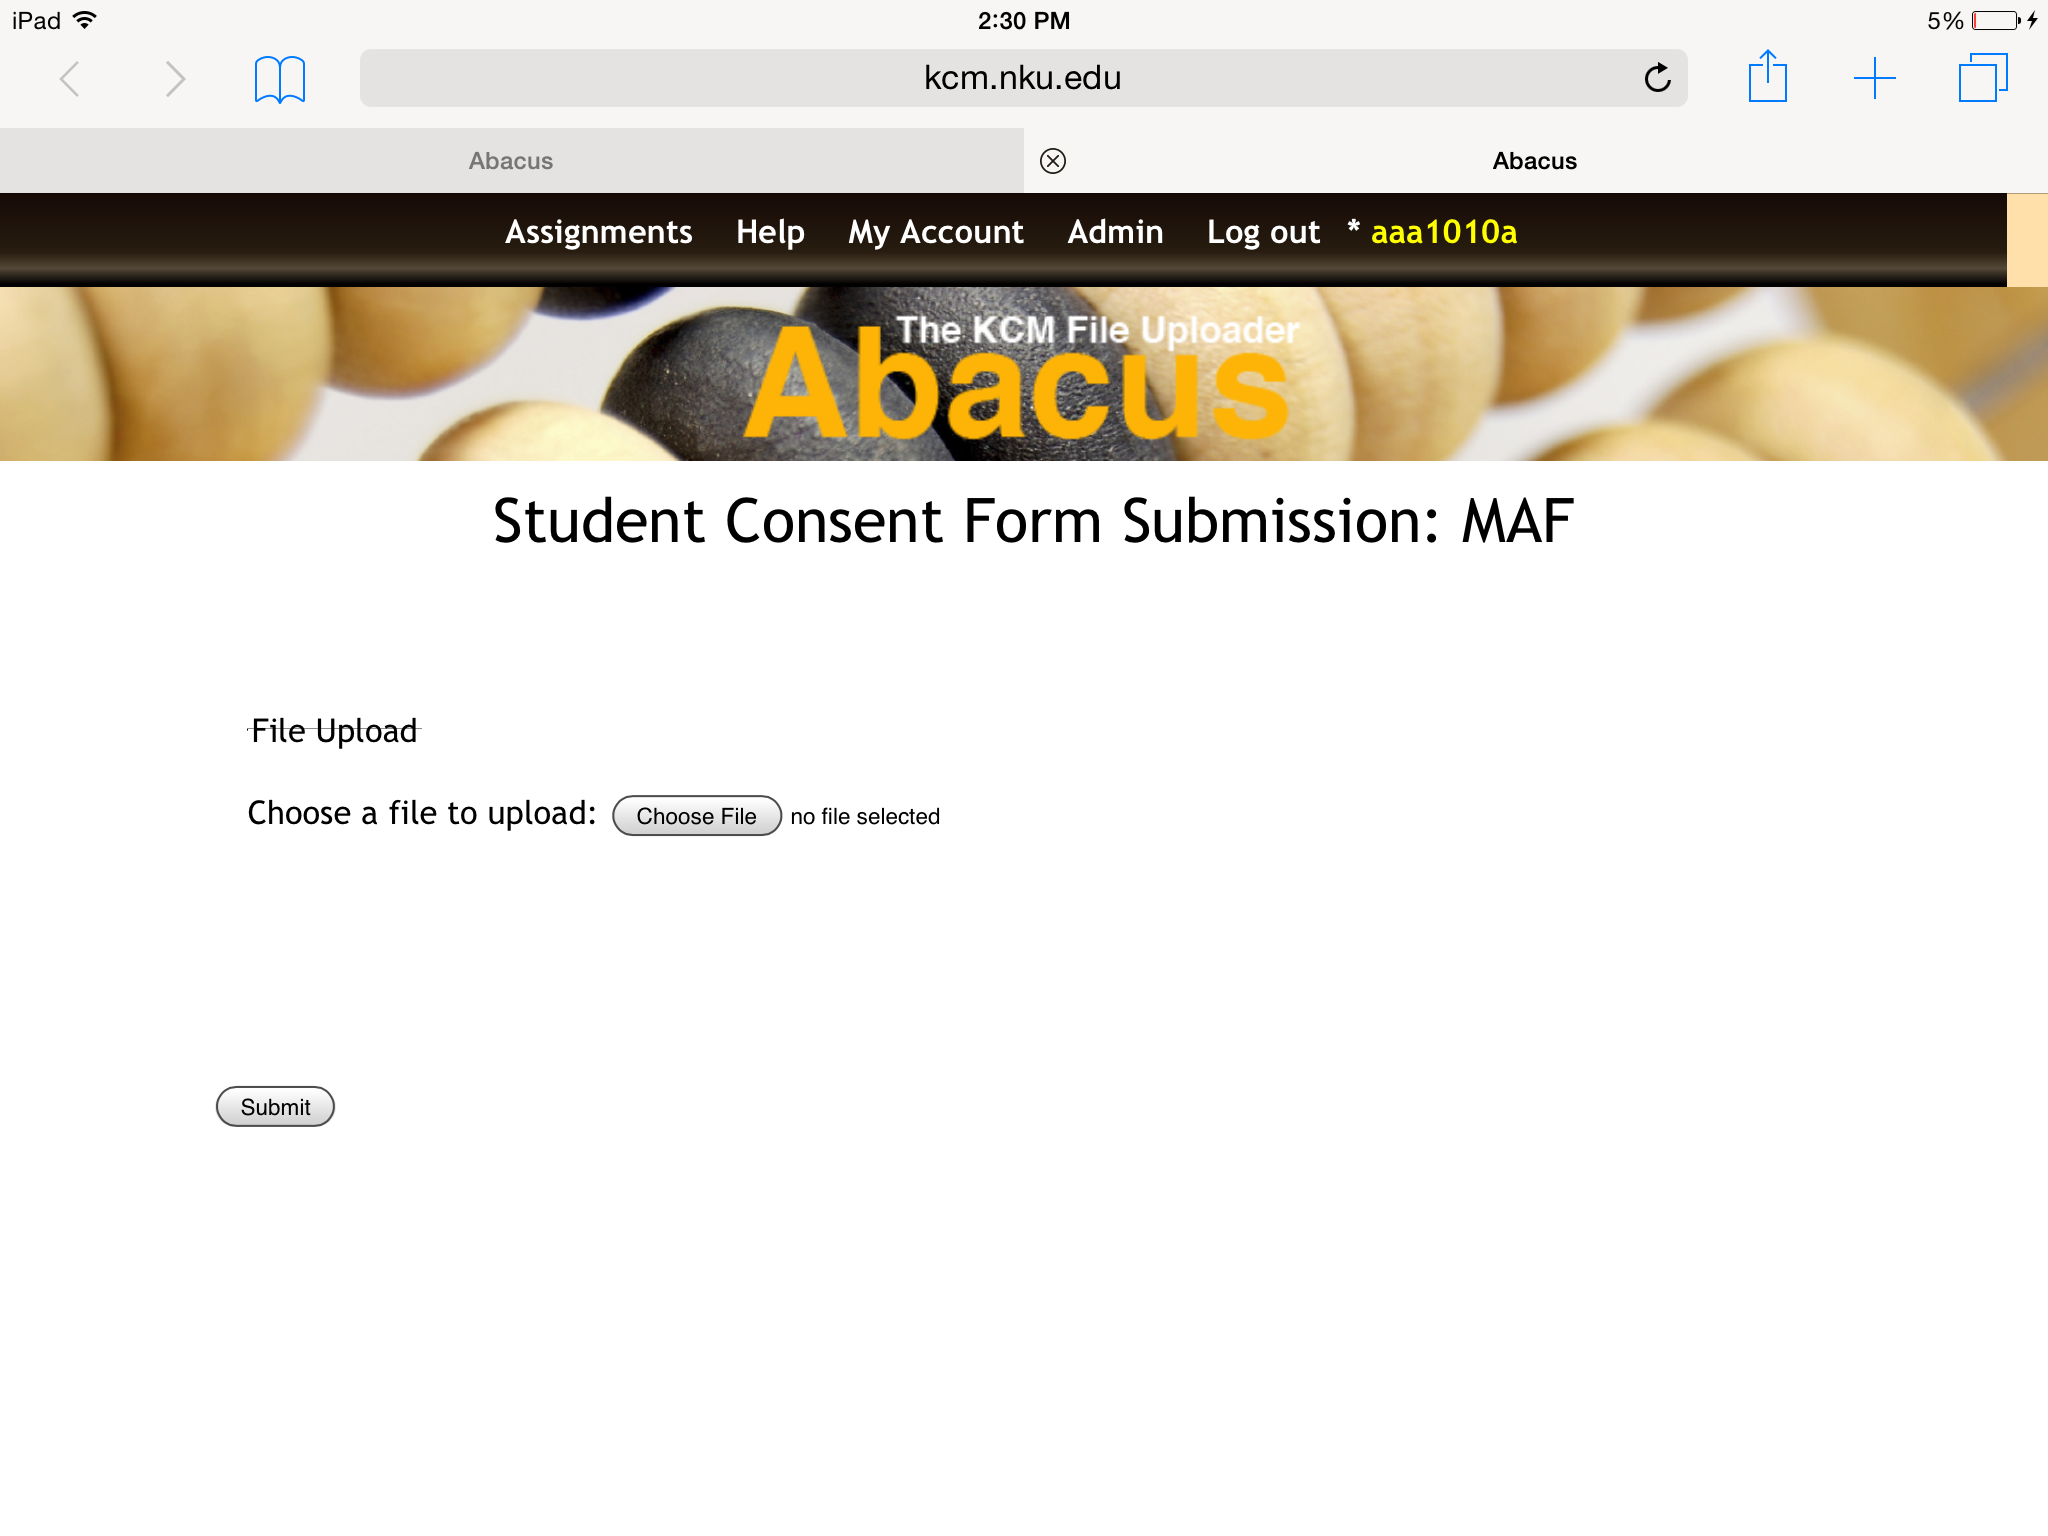 iPad 2:30 PM 5%
kcm.nku.edu
Abacus Abacus
Assignments Help My Account Admin Log out * aaa1010a
The KCM File Uploader
Abacus
Student Consent Form Submission: MAF
File Upload
Choose a file to upload: Choose File no file selected
Submit